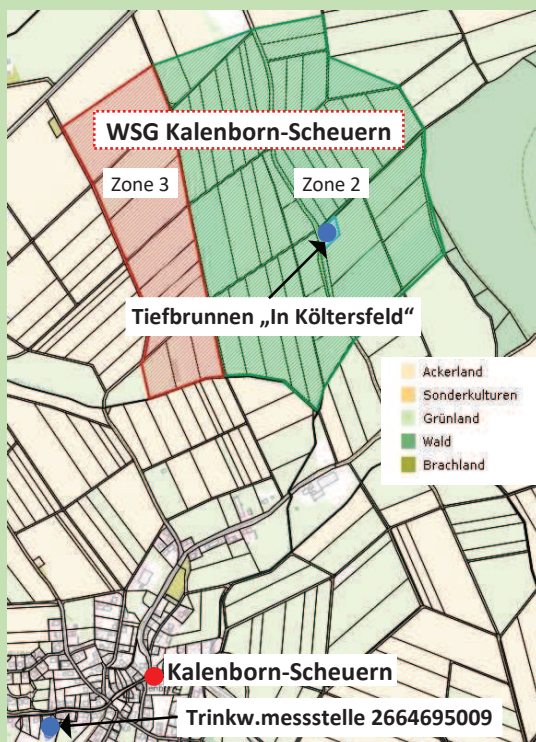 WSG Kalenborn-Scheuern
Zone 3
Zone 2
Tiefbrunnen „In Költersfeld“
Ackerland
Sonderkulturen
Grünland
Wald
Brachland
Kalenborn-Scheuern
Trinkw.messstelle 2664695009